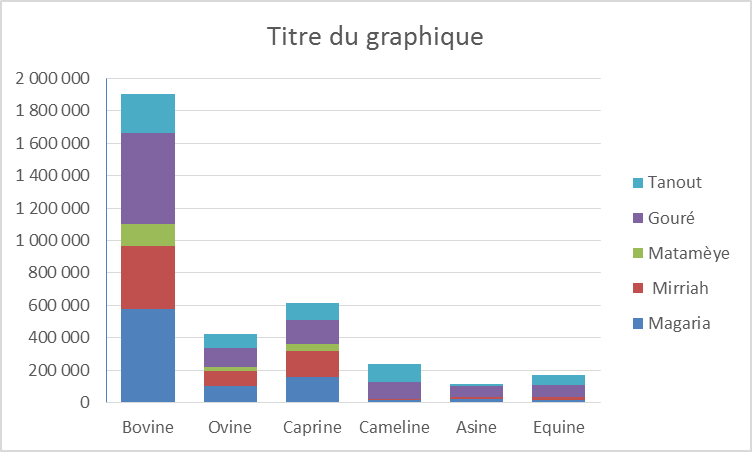 Titre du graphique
2 000 000
1 800 000
1 600 000
1 400 000
1 200 000
1 000 000
800 000
600 000
400 000
200 000
0
Bovine Ovine Caprine Cameline Asine Equine
Tanout
Gouré
Matamèye
Mirriah
Magaria